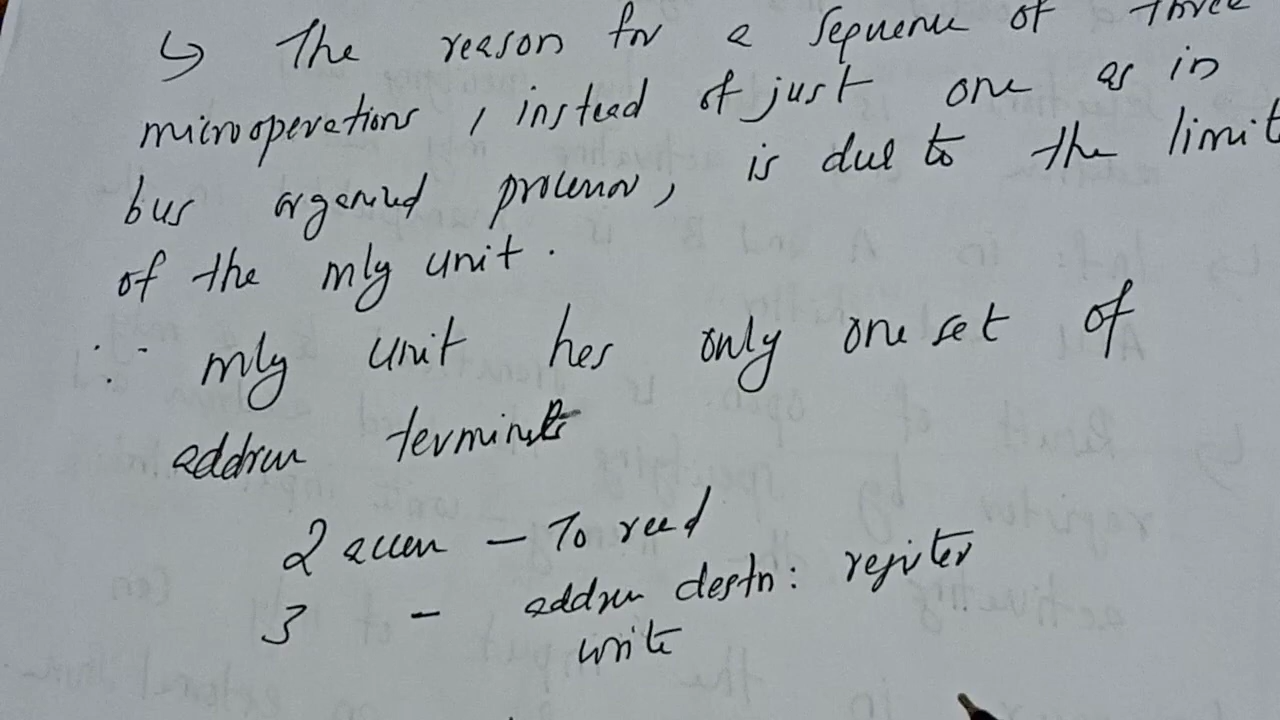 ↳ The reason for a sequence of three
microoperations, instead of just one as in
bus organized processor, is due to the limit
of the mly unit.
∴ mly unit has only one set of
address terminals
2 access - To read
3 - address destn: register
write